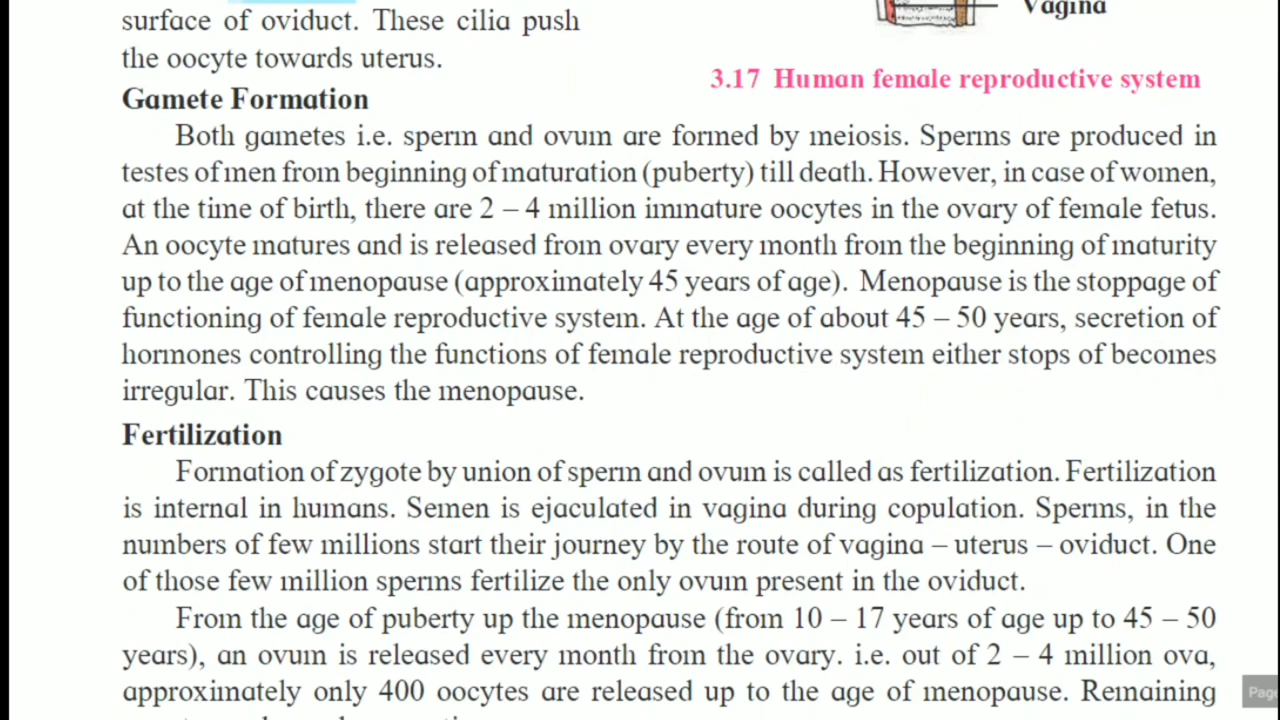 surface of oviduct. These cilia push
the oocyte towards uterus.
Vagina
3.17 Human female reproductive system
Gamete Formation
Both gametes i.e. sperm and ovum are formed by meiosis. Sperms are produced in
testes of men from beginning of maturation (puberty) till death. However, in case of women,
at the time of birth, there are 2 – 4 million immature oocytes in the ovary of female fetus.
An oocyte matures and is released from ovary every month from the beginning of maturity
up to the age of menopause (approximately 45 years of age). Menopause is the stoppage of
functioning of female reproductive system. At the age of about 45 – 50 years, secretion of
hormones controlling the functions of female reproductive system either stops of becomes
irregular. This causes the menopause.
Fertilization
Formation of zygote by union of sperm and ovum is called as fertilization. Fertilization
is internal in humans. Semen is ejaculated in vagina during copulation. Sperms, in the
numbers of few millions start their journey by the route of vagina – uterus – oviduct. One
of those few million sperms fertilize the only ovum present in the oviduct.
From the age of puberty up the menopause (from 10 – 17 years of age up to 45 – 50
years), an ovum is released every month from the ovary. i.e. out of 2 – 4 million ova,
approximately only 400 oocytes are released up to the age of menopause. Remaining
Page